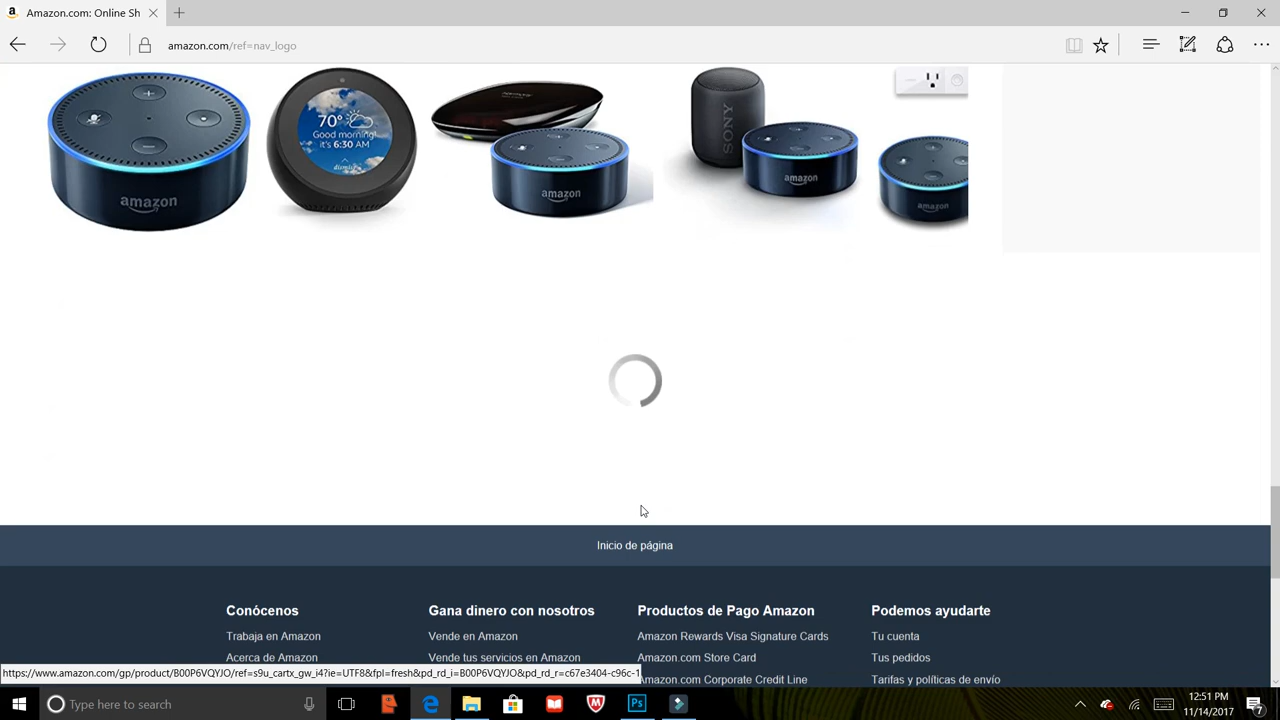 Amazon.com: Online Sh
amazon.com/ref=nav_logo
amazon
70°
Good morning!
it's 6:30 AM
amazon
SONY
amazon
amazon
Inicio de página
Conócenos
Gana dinero con nosotros
Productos de Pago Amazon
Podemos ayudarte
Trabaja en Amazon
Vende en Amazon
Amazon Rewards Visa Signature Cards
Tu cuenta
Acerca de Amazon
Vende tus servicios en Amazon
Amazon.com Store Card
Tus pedidos
https://www.amazon.com/gp/product/B00P6VQYJO/ref=s9u_cartx_gw_i4?ie=UTF8&fpl=fresh&pd_rd_i=B00P6VQYJO&pd_rd_r=c67e3404-c96c-1
Amazon.com Corporate Credit Line
Tarifas y políticas de envío
Type here to search
Ps
12:51 PM
11/14/2017
7